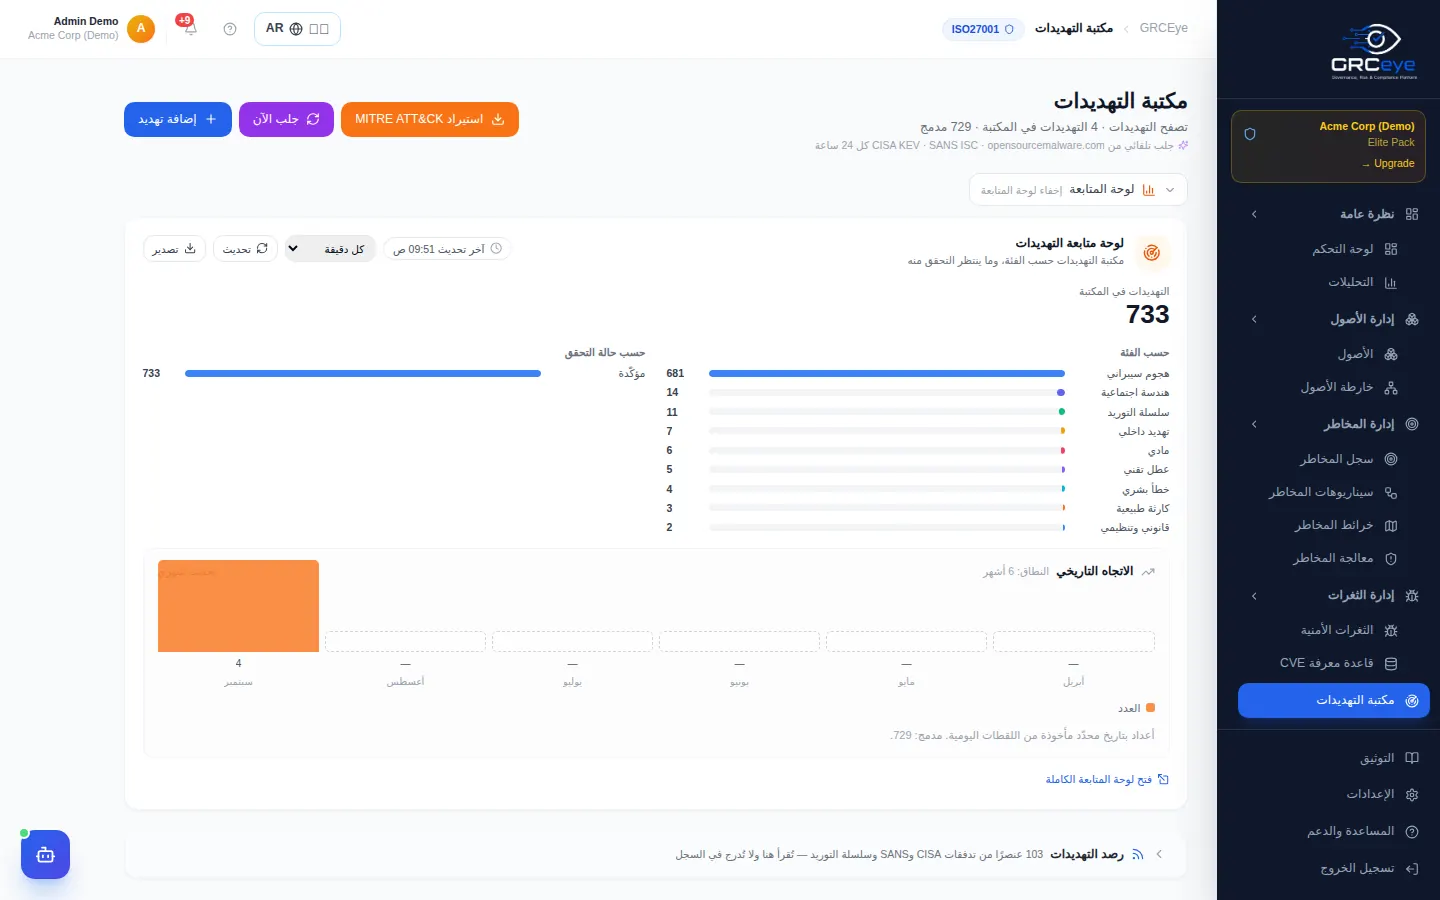 GRCeye
Governance, Risk & Compliance Platform
Acme Corp (Demo)
Elite Pack
Upgrade →
نظرة عامة
لوحة التحكم
التحليلات
إدارة الأصول
الأصول
خارطة الأصول
إدارة المخاطر
سجل المخاطر
سيناريوهات المخاطر
خرائط المخاطر
معالجة المخاطر
إدارة الثغرات
الثغرات الأمنية
قاعدة معرفة CVE
مكتبة التهديدات
التوثيق
الإعدادات
المساعدة والدعم
تسجيل الخروج
GRCEye
مكتبة التهديدات
ISO27001
AR
+9
A
Admin Demo
Acme Corp (Demo)
مكتبة التهديدات
تصفح التهديدات · 4 التهديدات في المكتبة · 729 مدمج
جلب تلقائي من CISA KEV · SANS ISC · opensourcemalware.com كل 24 ساعة
استيراد MITRE ATT&CK
جلب الآن
إضافة تهديد
لوحة المتابعة إخفاء لوحة المتابعة
لوحة متابعة التهديدات
مكتبة التهديدات حسب الفئة، وما ينتظر التحقق منه
آخر تحديث 09:51 ص
كل دقيقة
تحديث
تصدير
التهديدات في المكتبة
733
حسب الفئة
هجوم سيبراني 681
هندسة اجتماعية 14
سلسلة التوريد 11
تهديد داخلي 7
مادي 6
عطل تقني 5
خطأ بشري 4
كارثة طبيعية 3
قانوني وتنظيمي 2
حسب حالة التحقق
مؤكّدة 733
الاتجاه التاريخي النطاق: 6 أشهر
— — — — — 4
أبريل مايو يونيو يوليو أغسطس سبتمبر
العدد
أعداد بتاريخ محدّد مأخوذة من اللقطات اليومية. مدمج: 729.
فتح لوحة المتابعة الكاملة
رصد التهديدات 103 عنصرًا من تدفقات CISA وSANS وسلسلة التوريد — تُقرأ هنا ولا تُدرج في السجل